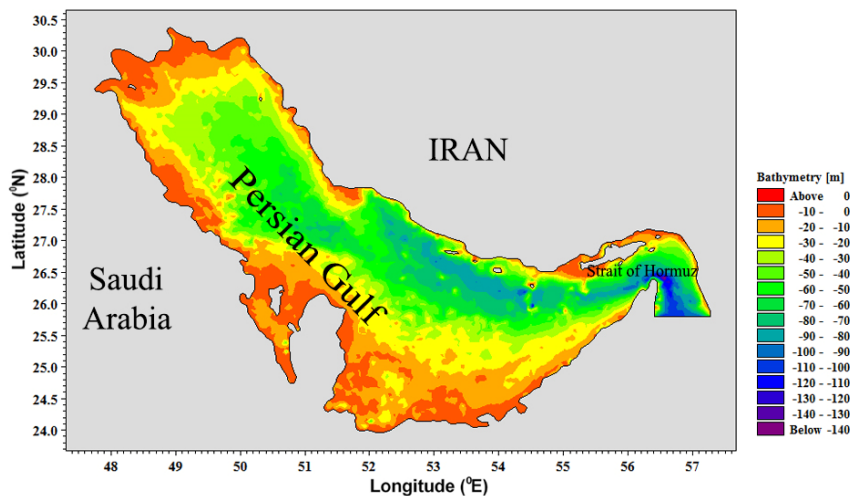 30.5
30.0
29.5
29.0
28.5
28.0
27.5
27.0
26.5
26.0
25.5
25.0
24.5
24.0
Latitude (⁰N)
IRAN
Persian Gulf
Saudi
Arabia
Strait of Hormuz
48 49 50 51 52 53 54 55 56 57
Longitude (⁰E)
Bathymetry [m]
Above 0
-10 - 0
-20 - -10
-30 - -20
-40 - -30
-50 - -40
-60 - -50
-70 - -60
-80 - -70
-90 - -80
-100 - -90
-110 - -100
-120 - -110
-130 - -120
-140 - -130
Below -140